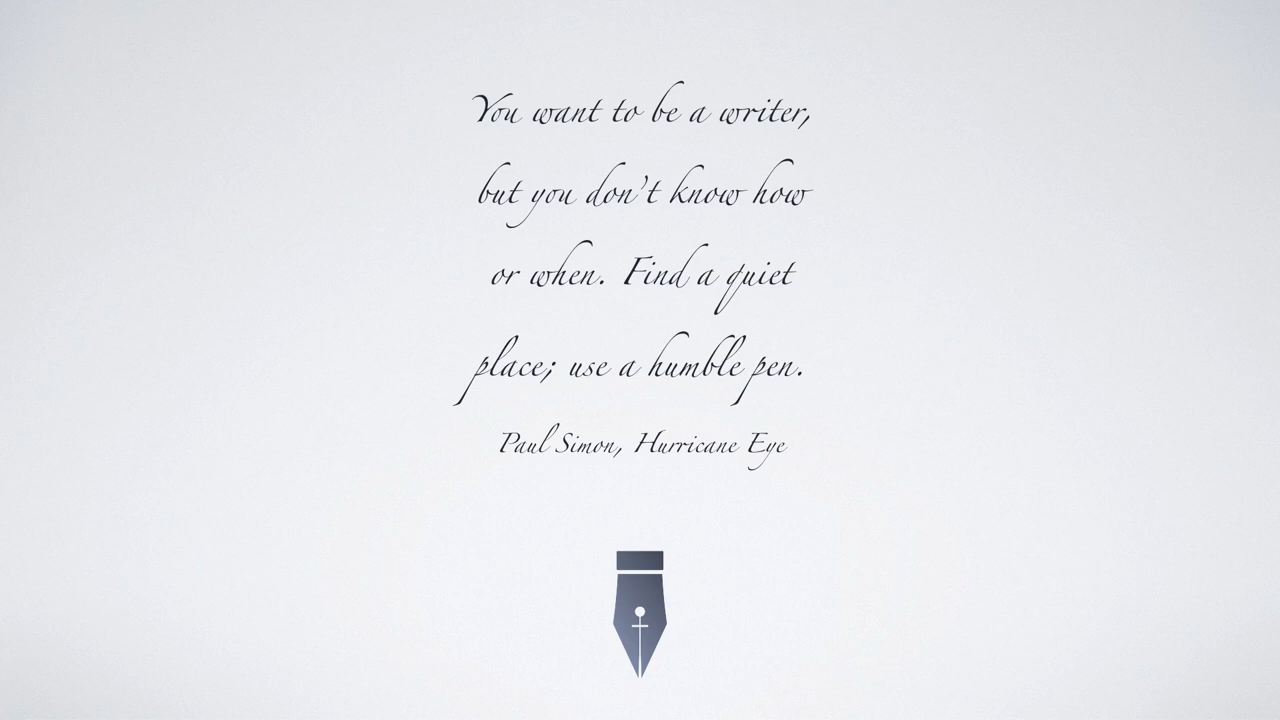 You want to be a writer,
but you don't know how
or when. Find a quiet
place; use a humble pen.
Paul Simon, Hurricane Eye